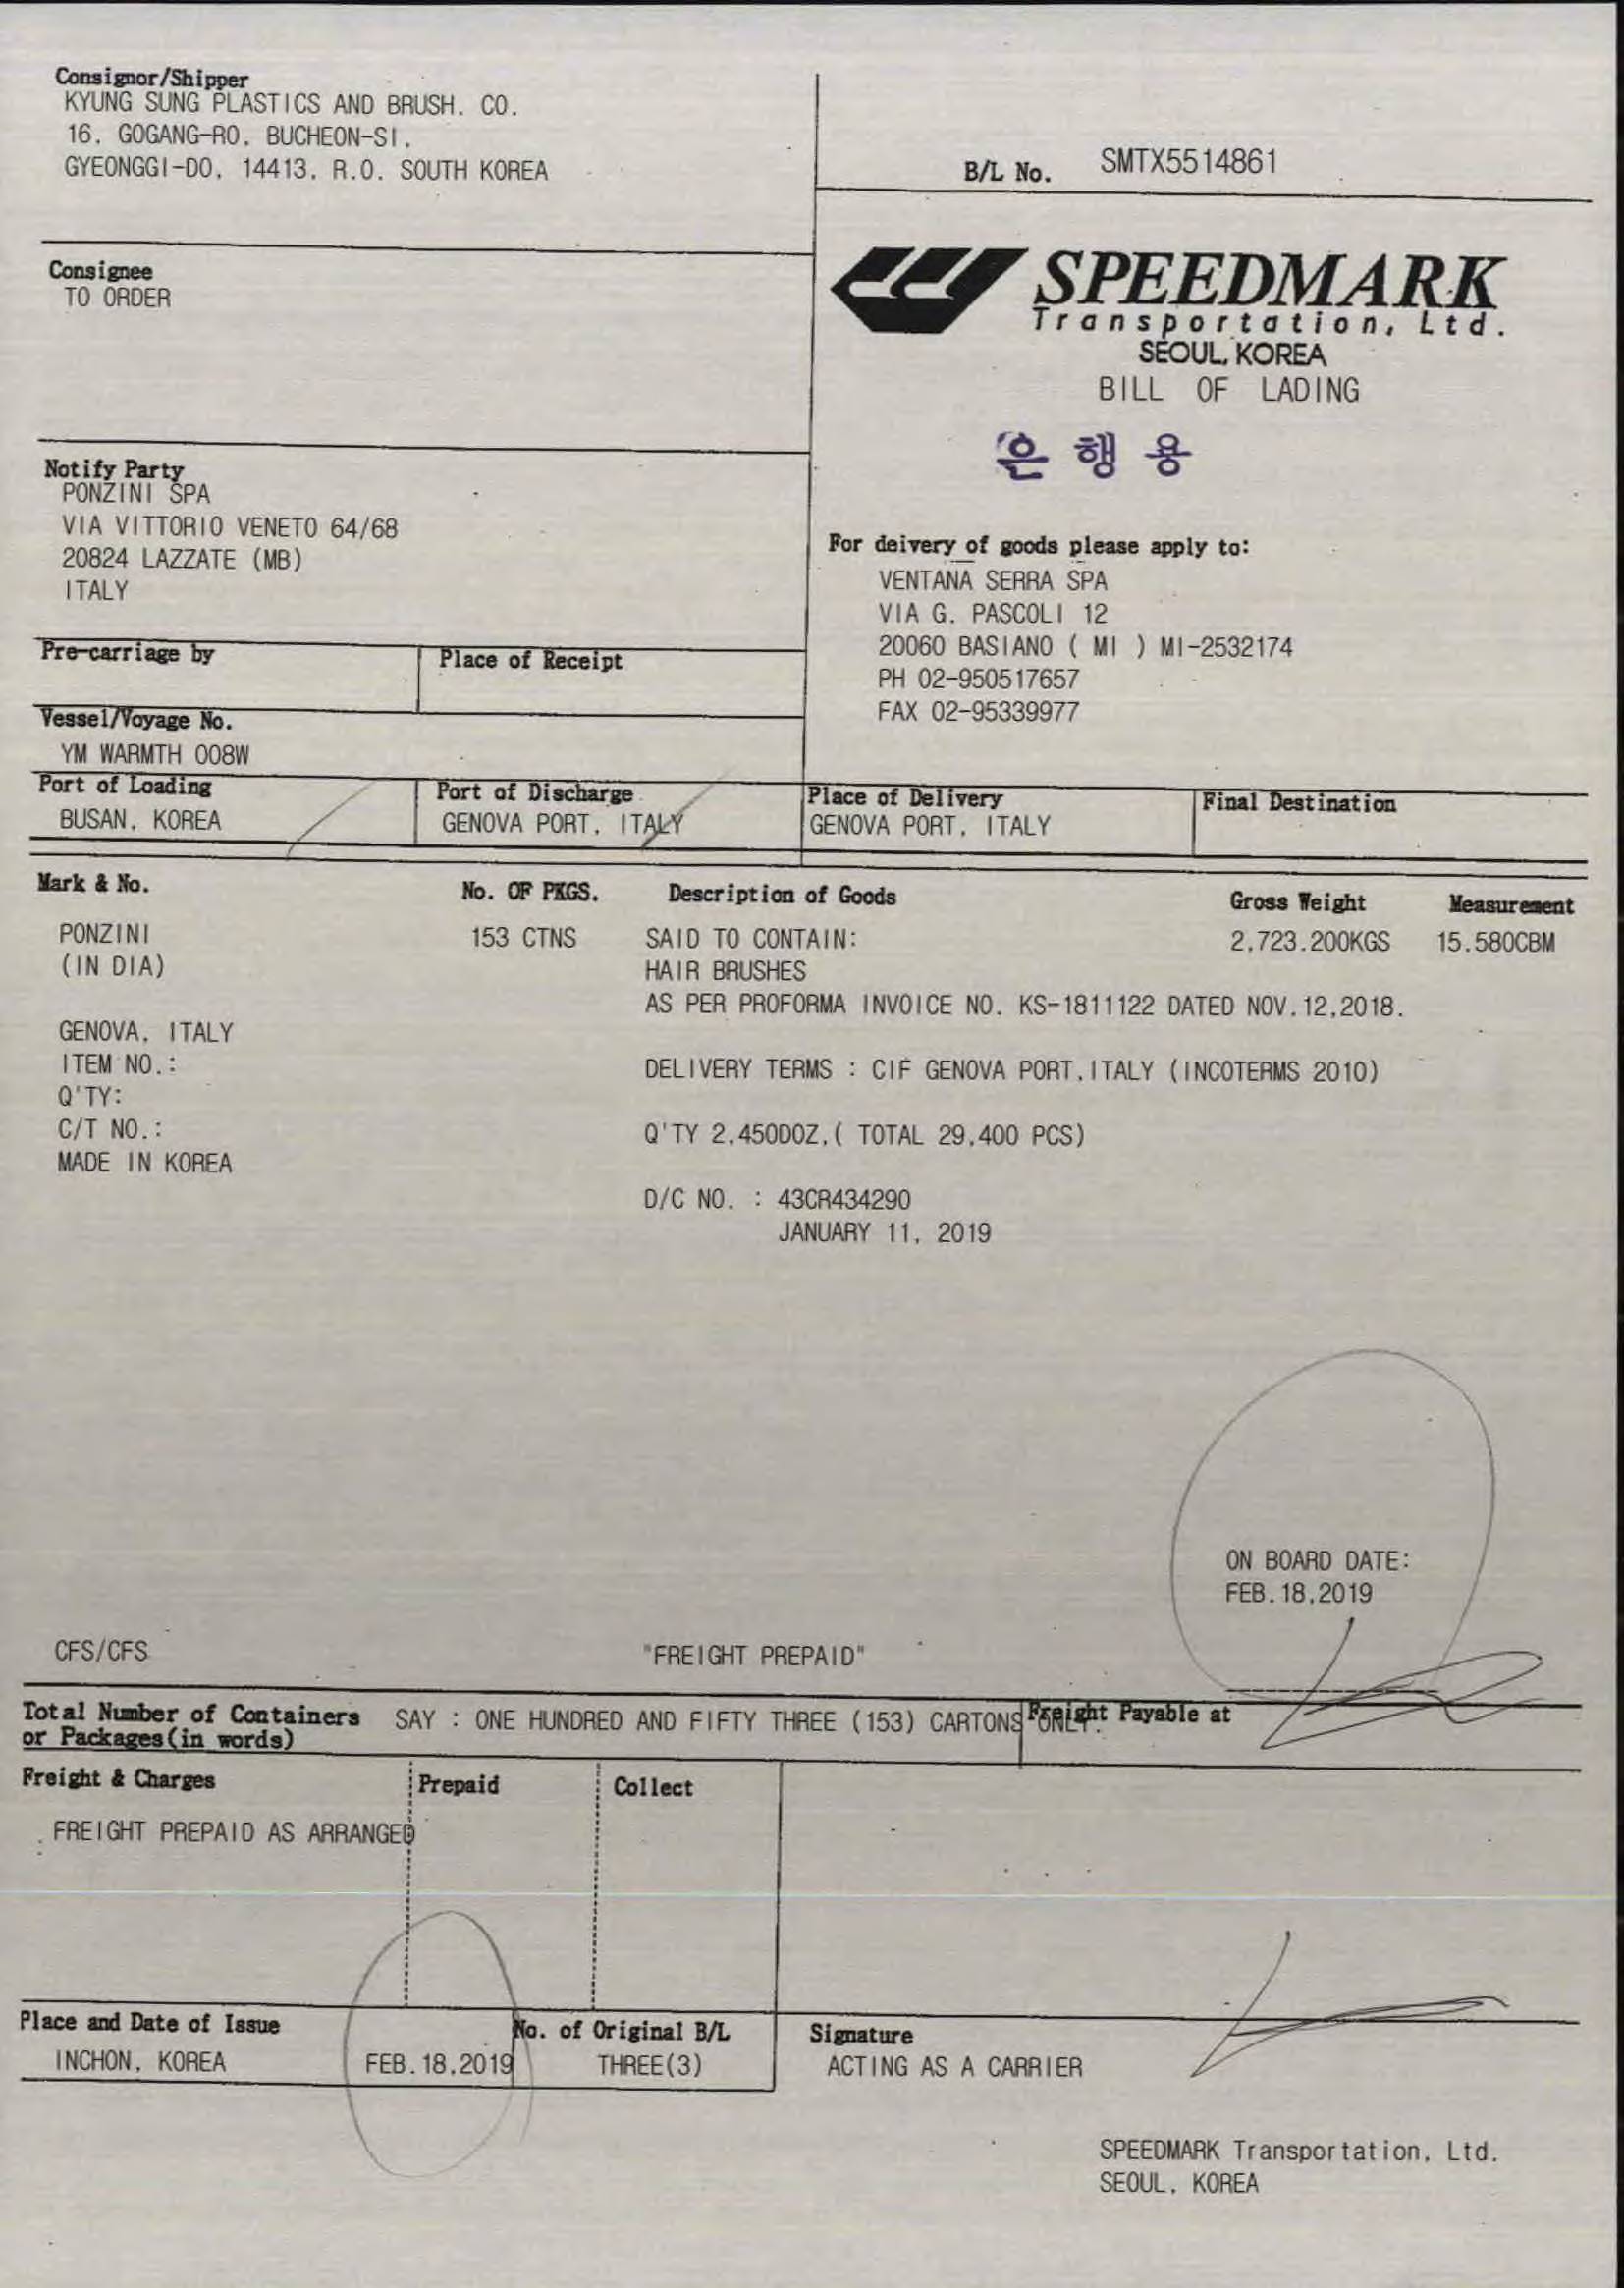 Consignor/Shipper
KYUNG SUNG PLASTICS AND BRUSH. CO.
16, GOGANG-RO, BUCHEON-SI,
GYEONGGI-DO, 14413, R.O. SOUTH KOREA
B/L No. SMTX5514861
Consignee
TO ORDER
SPEEDMARK
Transportation, Ltd.
SEOUL, KOREA
BILL OF LADING
은행용
Notify Party
PONZINI SPA
VIA VITTORIO VENETO 64/68
20824 LAZZATE (MB)
ITALY
For deivery of goods please apply to:
VENTANA SERRA SPA
VIA G. PASCOLI 12
20060 BASIANO ( MI ) MI-2532174
PH 02-950517657
FAX 02-95339977
Pre-carriage by
Place of Receipt
Vessel/Voyage No.
YM WARMTH 008W
Port of Loading
BUSAN, KOREA
Port of Discharge
GENOVA PORT, ITALY
Place of Delivery
GENOVA PORT, ITALY
Final Destination
Mark & No. No. OF PKGS. Description of Goods Gross Weight Measurement
PONZINI 153 CTNS SAID TO CONTAIN: 2,723.200KGS 15.580CBM
(IN DIA) HAIR BRUSHES
AS PER PROFORMA INVOICE NO. KS-1811122 DATED NOV.12,2018.
GENOVA, ITALY
ITEM NO.: DELIVERY TERMS : CIF GENOVA PORT,ITALY (INCOTERMS 2010)
Q'TY:
C/T NO.: Q'TY 2,450DOZ,( TOTAL 29,400 PCS)
MADE IN KOREA
D/C NO. : 43CR434290
JANUARY 11, 2019
ON BOARD DATE:
FEB.18,2019
CFS/CFS "FREIGHT PREPAID"
Total Number of Containers
or Packages(in words)
SAY : ONE HUNDRED AND FIFTY THREE (153) CARTONS ONLY.
Freight Payable at
Freight & Charges Prepaid Collect
FREIGHT PREPAID AS ARRANGED
Place and Date of Issue
INCHON, KOREA FEB.18,2019
No. of Original B/L
THREE(3)
Signature
ACTING AS A CARRIER
SPEEDMARK Transportation, Ltd.
SEOUL, KOREA